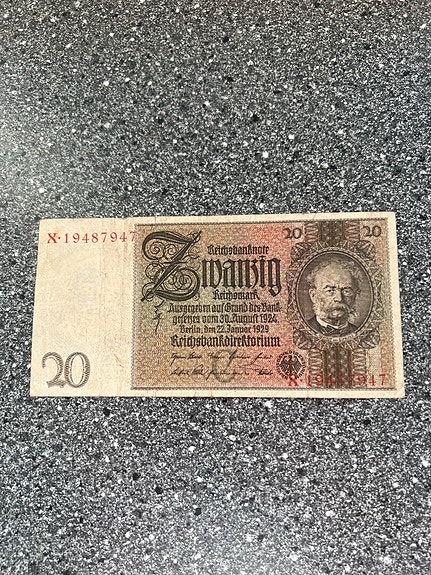 X·19487947
Reichsbanknote
20
20
Zwanzig
Reichsmark
Ausgegeben auf Grund des Bank-
gesetzes vom 30. August 1924
Berlin, den 22. Januar 1929
Reichsbankdirektorium
20
X·19487947